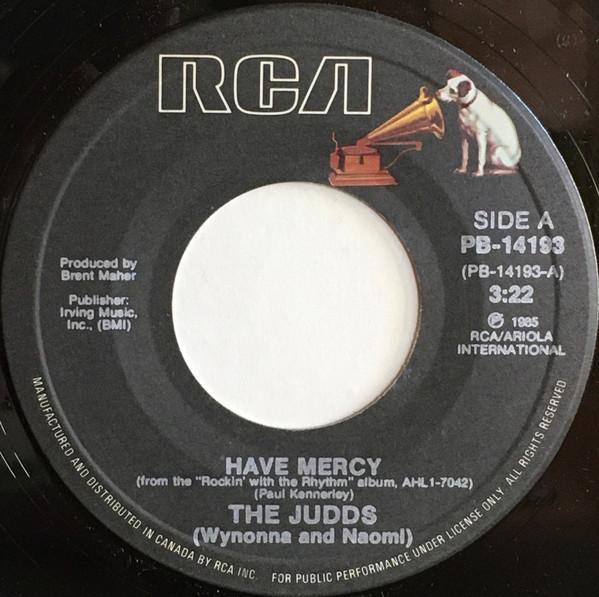 RCA
SIDE A
PB-14193
(PB-14193-A)
3:22
℗ 1985
RCA/ARIOLA
INTERNATIONAL
Produced by
Brent Maher
Publisher:
Irving Music,
Inc., (BMI)
HAVE MERCY
(from the "Rockin' with the Rhythm" album, AHL1-7042)
(Paul Kennerley)
THE JUDDS
(Wynonna and Naomi)
MANUFACTURED AND DISTRIBUTED IN CANADA BY RCA INC. FOR PUBLIC PERFORMANCE UNDER LICENSE ONLY. ALL RIGHTS RESERVED